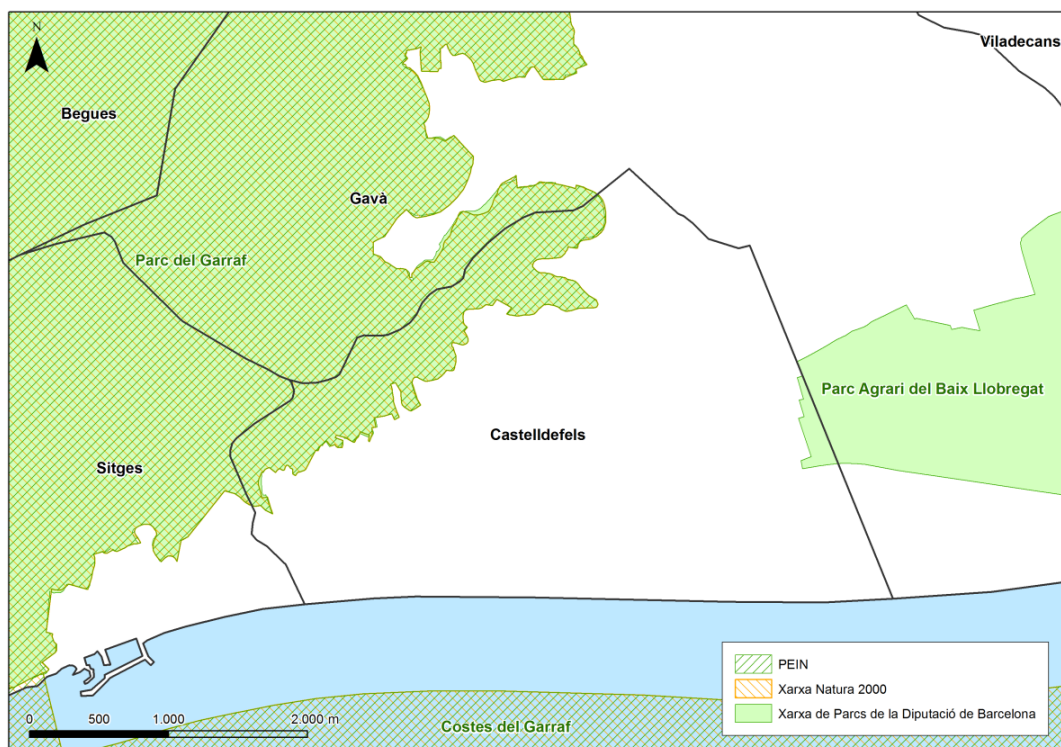 N
Viladecans
Begues
Gavà
Parc del Garraf
Parc Agrari del Baix Llobregat
Castelldefels
Sitges
PEIN
Xarxa Natura 2000
Xarxa de Parcs de la Diputació de Barcelona
0 500 1.000 2.000 m
Costes del Garraf